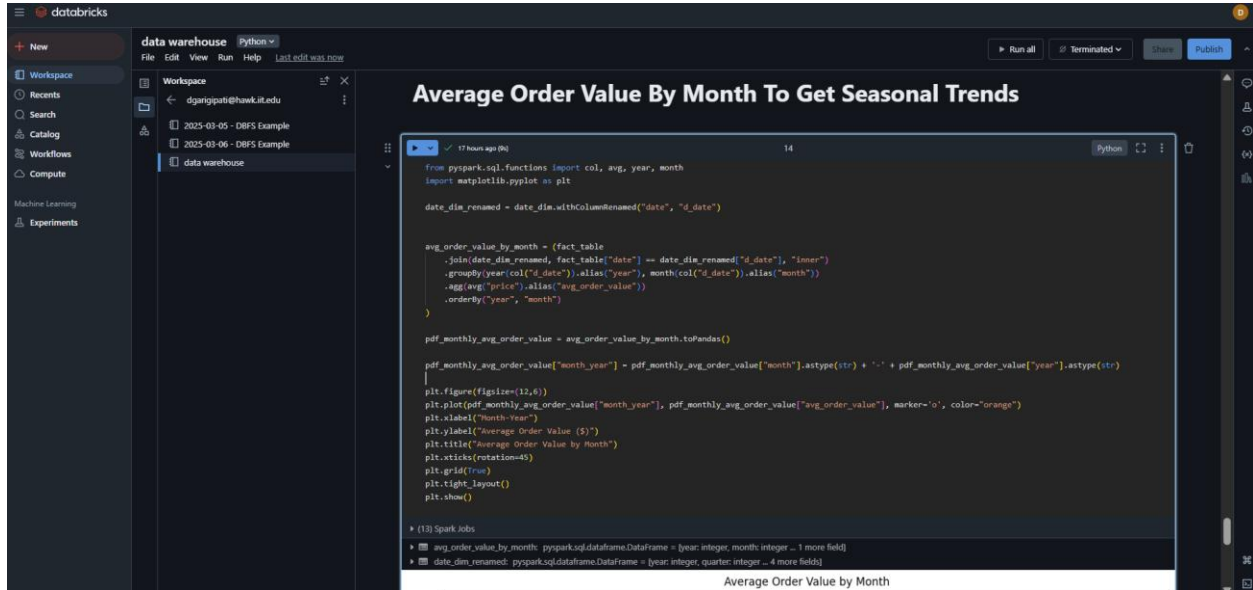 databricks
D
New
Workspace
Recents
Search
Catalog
Workflows
Compute
Machine Learning
Experiments
data warehouse Python
File Edit View Run Help Last edit was now
Run all Terminated Share Publish
Workspace
dgarigipati@hawk.iit.edu
2025-03-05 - DBFS Example
2025-03-06 - DBFS Example
data warehouse
Average Order Value By Month To Get Seasonal Trends
17 hours ago (9s) 14 Python
from pyspark.sql.functions import col, avg, year, month
import matplotlib.pyplot as plt
date_dim_renamed = date_dim.withColumnRenamed("date", "d_date")
avg_order_value_by_month = (fact_table
.join(date_dim_renamed, fact_table["date"] == date_dim_renamed["d_date"], "inner")
.groupBy(year(col("d_date")).alias("year"), month(col("d_date")).alias("month"))
.agg(avg("price").alias("avg_order_value"))
.orderBy("year", "month")
)
pdf_monthly_avg_order_value = avg_order_value_by_month.toPandas()
pdf_monthly_avg_order_value["month_year"] = pdf_monthly_avg_order_value["month"].astype(str) + '-' + pdf_monthly_avg_order_value["year"].astype(str)
plt.figure(figsize=(12,6))
plt.plot(pdf_monthly_avg_order_value["month_year"], pdf_monthly_avg_order_value["avg_order_value"], marker='o', color="orange")
plt.xlabel("Month-Year")
plt.ylabel("Average Order Value ($)")
plt.title("Average Order Value by Month")
plt.xticks(rotation=45)
plt.grid(True)
plt.tight_layout()
plt.show()
(13) Spark Jobs
avg_order_value_by_month: pyspark.sql.dataframe.DataFrame = [year: integer, month: integer ... 1 more field]
date_dim_renamed: pyspark.sql.dataframe.DataFrame = [year: integer, quarter: integer ... 4 more fields]
Average Order Value by Month